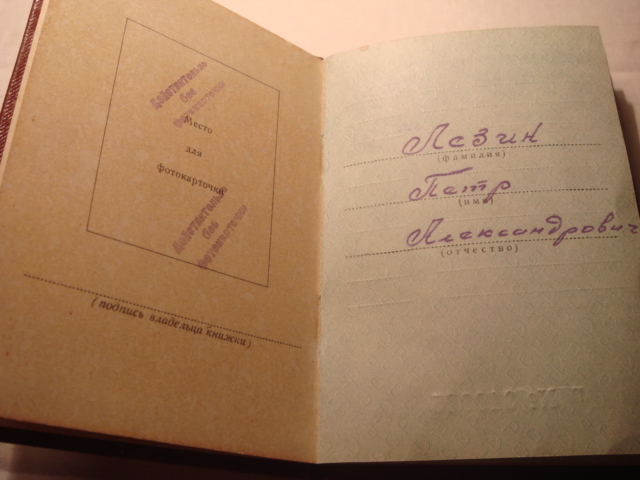 Действительно
без
фотокарточки
Место
для
фотокарточки
Действительно
без
фотокарточки
(подпись владельца книжки)
Лезин
(фамилия)
Петр
(имя)
Александрович
(отчество)